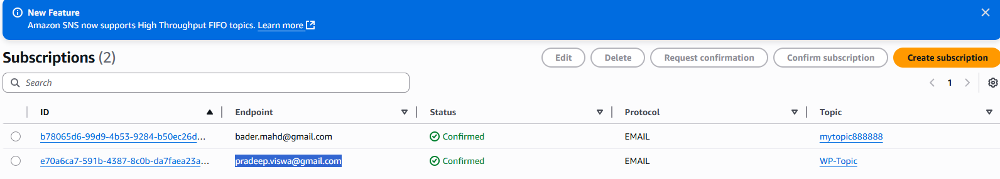 New Feature
Amazon SNS now supports High Throughput FIFO topics. Learn more
Subscriptions (2)
Edit
Delete
Request confirmation
Confirm subscription
Create subscription
Search
1
ID Endpoint Status Protocol Topic
b78065d6-99d9-4b53-9284-b50ec26d... bader.mahd@gmail.com Confirmed EMAIL mytopic888888
e70a6ca7-591b-4387-8c0b-da7faea23a... pradeep.viswa@gmail.com Confirmed EMAIL WP-Topic